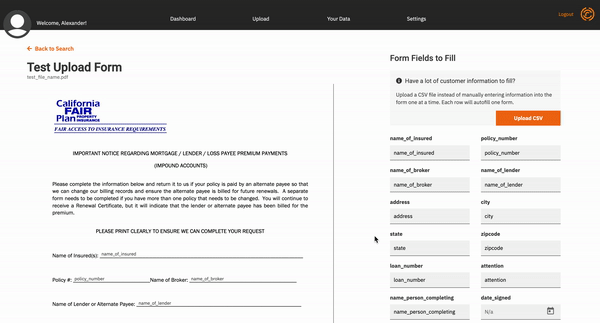 Welcome, Alexander!
Dashboard
Upload
Your Data
Settings
Logout
← Back to Search
Test Upload Form
test_file_name.pdf
California
FAIR
Plan PROPERTY
INSURANCE
FAIR ACCESS TO INSURANCE REQUIREMENTS
IMPORTANT NOTICE REGARDING MORTGAGE / LENDER / LOSS PAYEE PREMIUM PAYMENTS
(IMPOUND ACCOUNTS)
Please complete the information below and return it to us if your policy is paid by an alternate payee so that
we can change our billing records and ensure the alternate payee is billed for future renewals. A separate
form needs to be completed if you have more than one policy that needs to be changed. You will continue
to receive a Renewal Certificate, but it will indicate that the lender or alternate payee has been billed for the
premium.
PLEASE PRINT CLEARLY TO ENSURE WE CAN COMPLETE YOUR REQUEST
Name of Insured(s): name_of_insured
Policy #: policy_number Name of Broker: name_of_broker
Name of Lender or Alternate Payee: name_of_lender
Form Fields to Fill
Have a lot of customer information to fill?
Upload a CSV file instead of manually entering information into
the form one at a time. Each row will autofill one form.
Upload CSV
name_of_insured policy_number
name_of_insured policy_number
name_of_broker name_of_lender
name_of_broker name_of_lender
address city
address city
state zipcode
state zipcode
loan_number attention
loan_number attention
name_person_completing date_signed
name_person_completing N/a